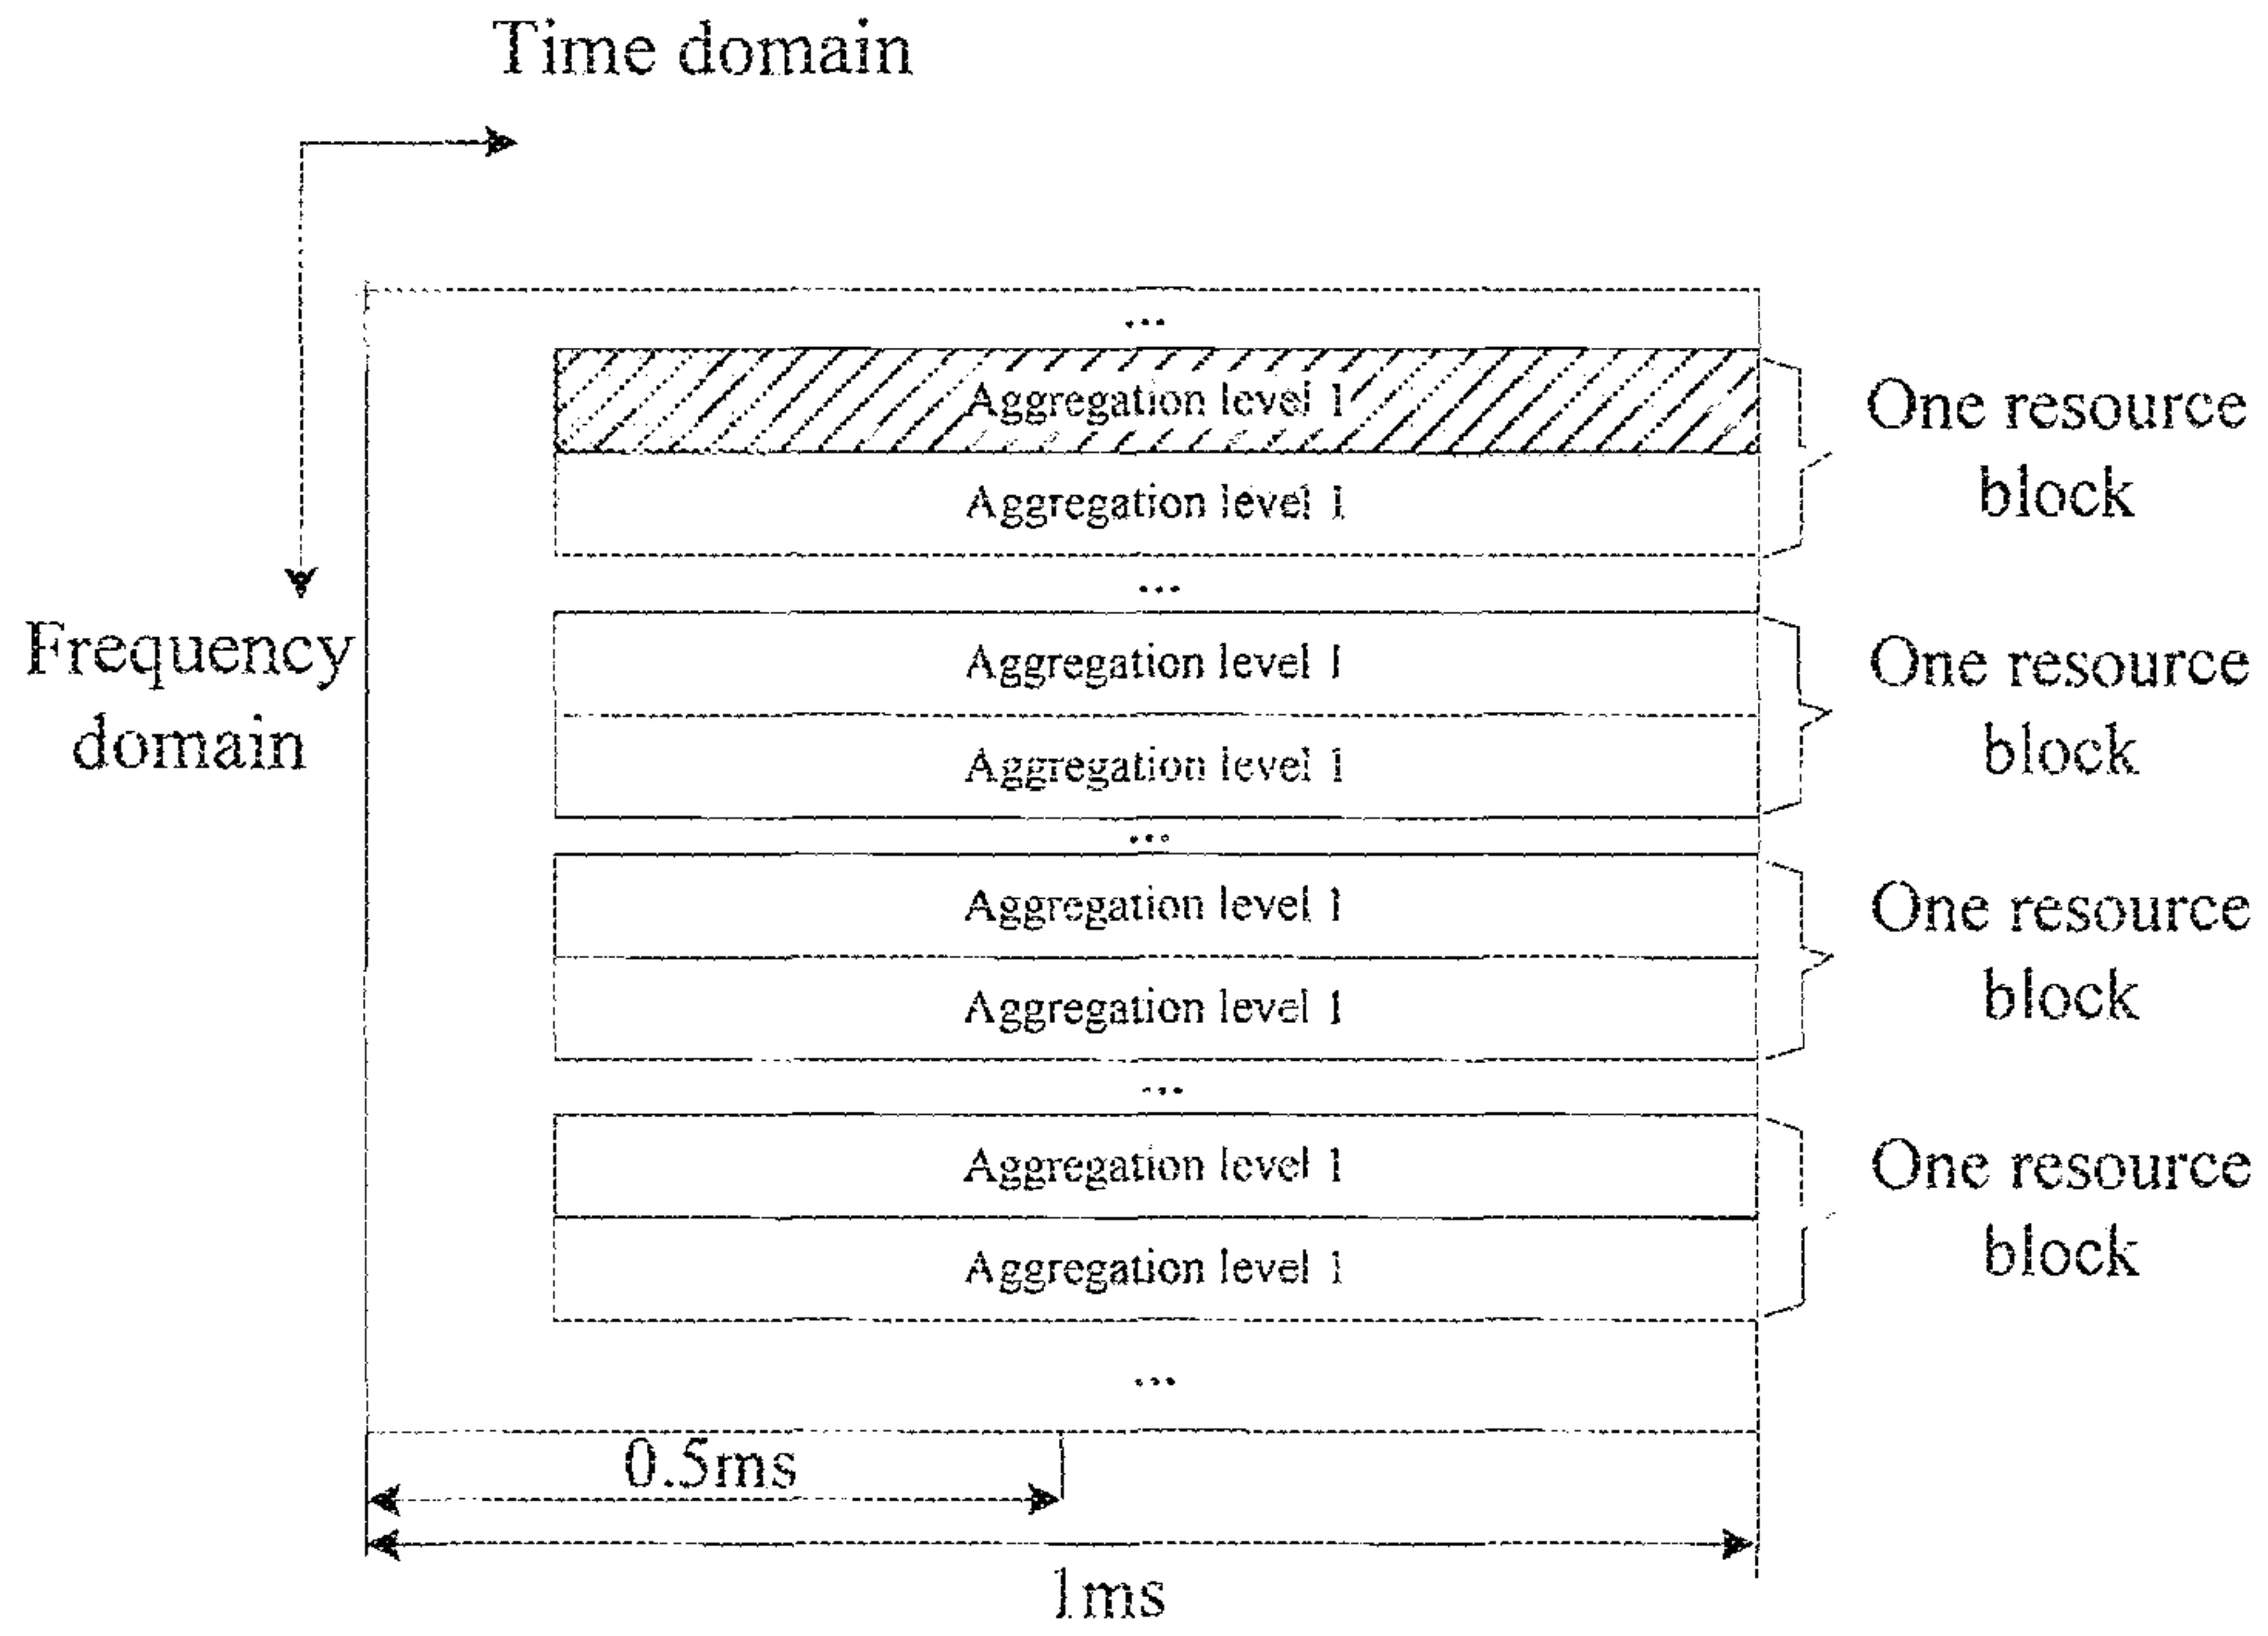 Time domain
...
Aggregation level 1
Aggregation level 1
One resource
block
...
Frequency
domain
Aggregation level 1
Aggregation level 1
One resource
block
...
Aggregation level 1
Aggregation level 1
One resource
block
...
Aggregation level 1
Aggregation level 1
One resource
block
...
0.5ms
1ms